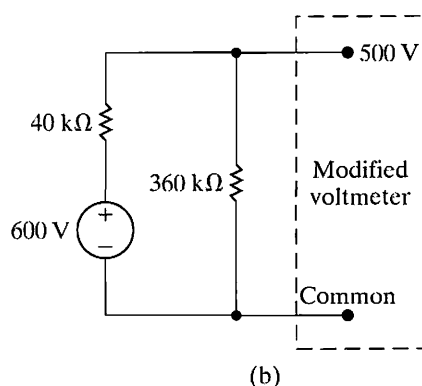 500 V
40 kΩ
360 kΩ
Modified
voltmeter
+
600 V
−
Common
(b)